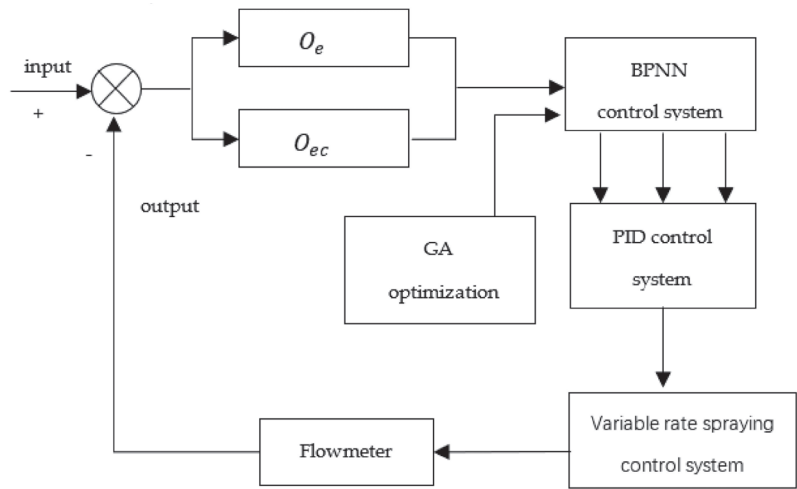 input
+
-
output
O_e
O_ec
BPNN
control system
GA
optimization
PID control
system
Variable rate spraying
control system
Flowmeter